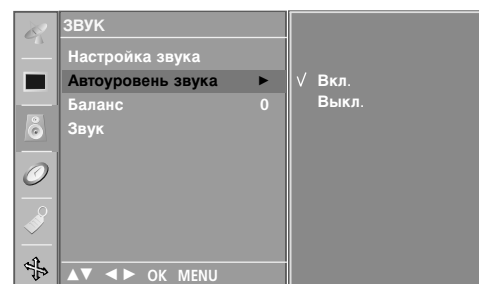 ЗВУК
Настройка звука
Автоуровень звука ►
Баланс 0
Звук
√ Вкл.
Выкл.
▲▼ ◄► OK MENU